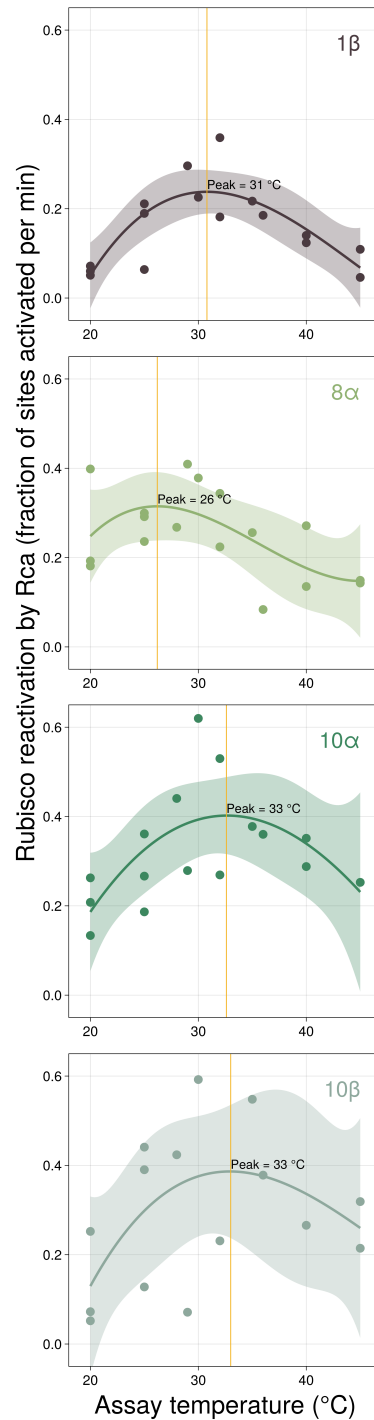 Rubisco reactivation by Rca (fraction of sites activated per min)
0.6
1β
0.4
Peak = 31 °C
0.2
0.0
20 30 40
0.6
8α
0.4
Peak = 26 °C
0.2
0.0
20 30 40
0.6
10α
0.4
Peak = 33 °C
0.2
0.0
20 30 40
0.6
10β
0.4
Peak = 33 °C
0.2
0.0
20 30 40
Assay temperature (°C)